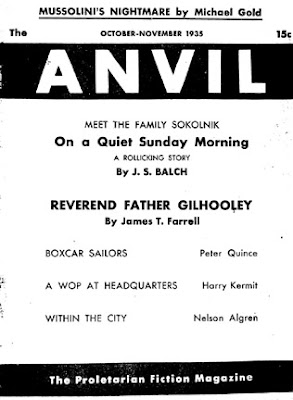 MUSSOLINI'S NIGHTMARE by Michael Gold
The OCTOBER-NOVEMBER 1935 15c
ANVIL
MEET THE FAMILY SOKOLNIK
On a Quiet Sunday Morning
A ROLLICKING STORY
By J. S. BALCH
REVEREND FATHER GILHOOLEY
By James T. Farrell
BOXCAR SAILORS Peter Quince
A WOP AT HEADQUARTERS Harry Kermit
WITHIN THE CITY Nelson Algren
The Proletarian Fiction Magazine